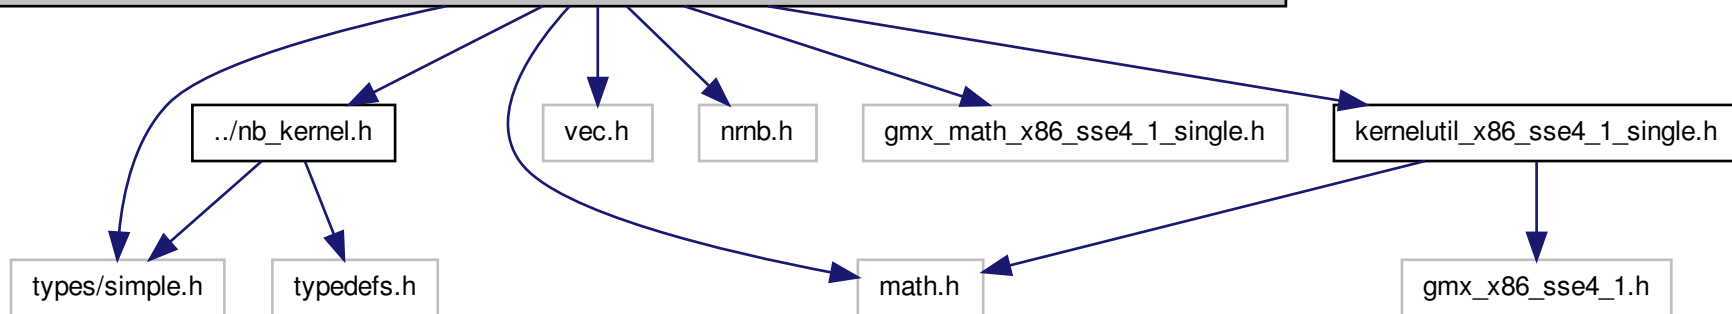 ../nb_kernel.h
vec.h
nrnb.h
gmx_math_x86_sse4_1_single.h
kernelutil_x86_sse4_1_single.h
types/simple.h
typedefs.h
math.h
gmx_x86_sse4_1.h